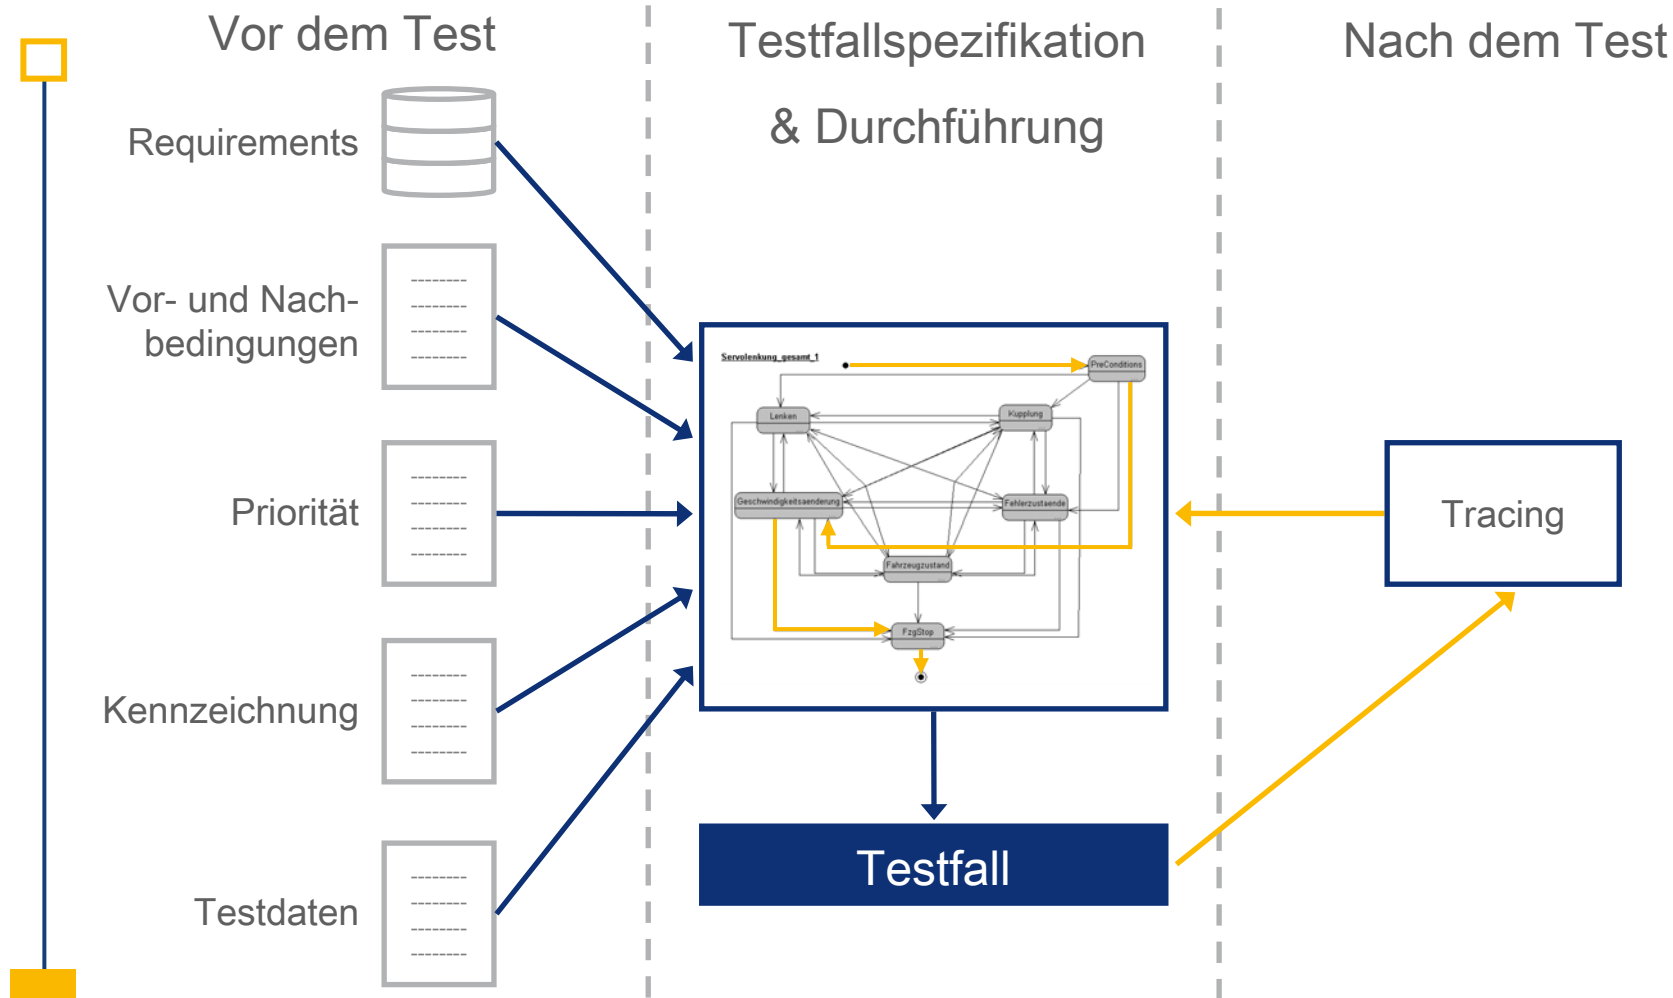 Vor dem Test
Testfallspezifikation
& Durchführung
Nach dem Test
Requirements
Vor- und Nach-
bedingungen
Priorität
Kennzeichnung
Testdaten
Servolenkung_gesamt_1
PreConditions
Lenken
Kupplung
Geschwindigkeitsaenderung
Fehlerzustaende
Fahrzeugzustand
FzgStop
Testfall
Tracing